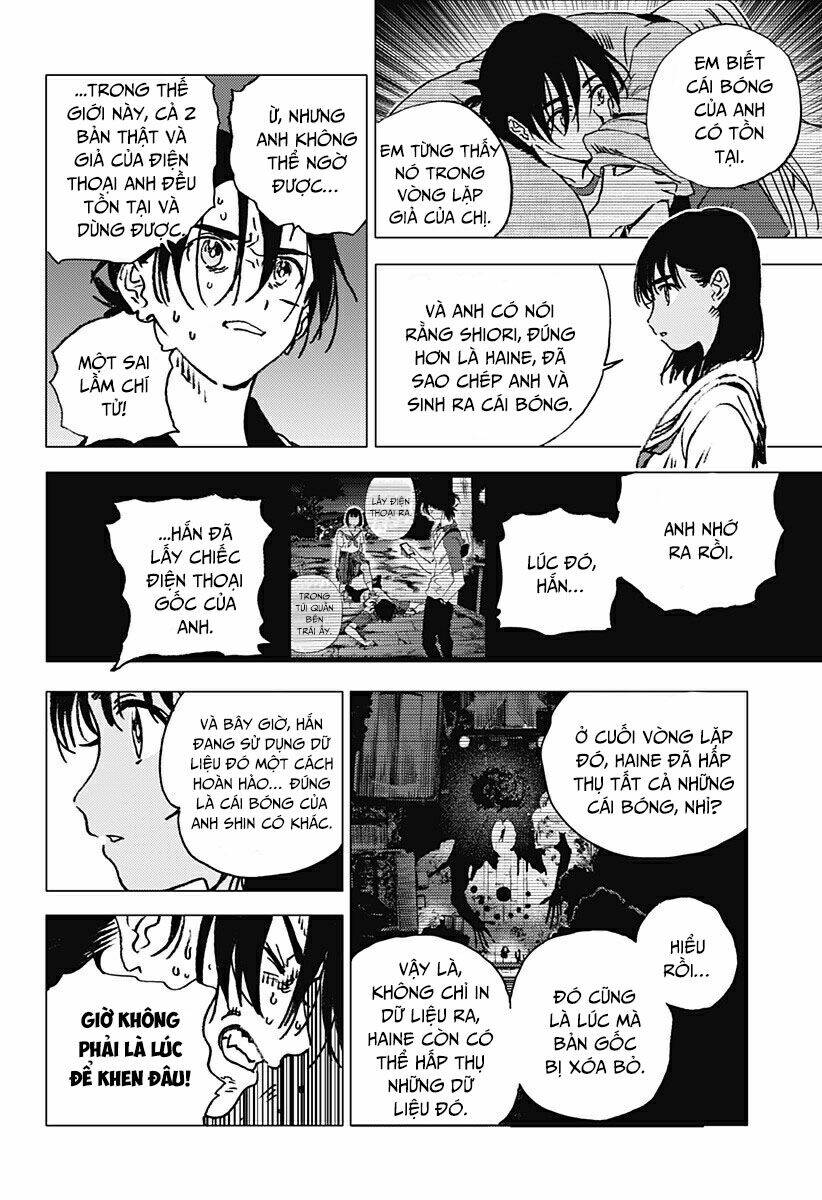 EM BIẾT
CÁI BÓNG
CỦA ANH
CÓ TỒN
TẠI.
EM TỪNG THẤY
NÓ TRONG
VÒNG LẶP
GIẢ CỦA CHỊ.
Ừ, NHƯNG
ANH KHÔNG
THỂ NGỜ
ĐƯỢC...
...TRONG THẾ
GIỚI NÀY, CẢ 2
BẢN THẬT VÀ
GIẢ CỦA ĐIỆN
THOẠI ANH ĐỀU
TỒN TẠI VÀ
DÙNG ĐƯỢC.
MỘT SAI
LẦM CHÍ
TỬ!
VÀ ANH CÓ NÓI
RẰNG SHIORI, ĐÚNG
HƠN LÀ HAINE, ĐÃ
SAO CHÉP ANH VÀ
SINH RA CÁI BÓNG.
ANH NHỚ
RA RỒI.
LÚC ĐÓ,
HẮN...
LẤY ĐIỆN
THOẠI RA.
TRONG
TÚI QUẦN
BÊN
TRÁI ẤY.
...HẮN ĐÃ
LẤY CHIẾC
ĐIỆN THOẠI
GỐC CỦA
ANH.
Ở CUỐI VÒNG LẶP
ĐÓ, HAINE ĐÃ HẤP
THỤ TẤT CẢ NHỮNG
CÁI BÓNG, NHỈ?
HIỂU
RỒI...
ĐÓ CŨNG
LÀ LÚC MÀ
BẢN GỐC
BỊ XÓA BỎ.
VẬY LÀ,
KHÔNG CHỈ IN
DỮ LIỆU RA,
HAINE CÒN CÓ
THỂ HẤP THỤ
NHỮNG DỮ
LIỆU ĐÓ.
VÀ BÂY GIỜ, HẮN
ĐANG SỬ DỤNG DỮ
LIỆU ĐÓ MỘT CÁCH
HOÀN HẢO... ĐÚNG
LÀ CÁI BÓNG CỦA
ANH SHIN CÓ KHÁC.
GIỜ KHÔNG
PHẢI LÀ LÚC
ĐỂ KHEN ĐÂU!